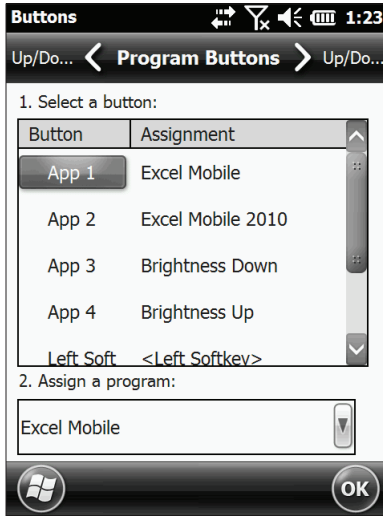 Buttons 1:23
Up/Do... Program Buttons Up/Do...
1. Select a button:
Button Assignment
App 1 Excel Mobile
App 2 Excel Mobile 2010
App 3 Brightness Down
App 4 Brightness Up
Left Soft <Left Softkey>
2. Assign a program:
Excel Mobile
OK